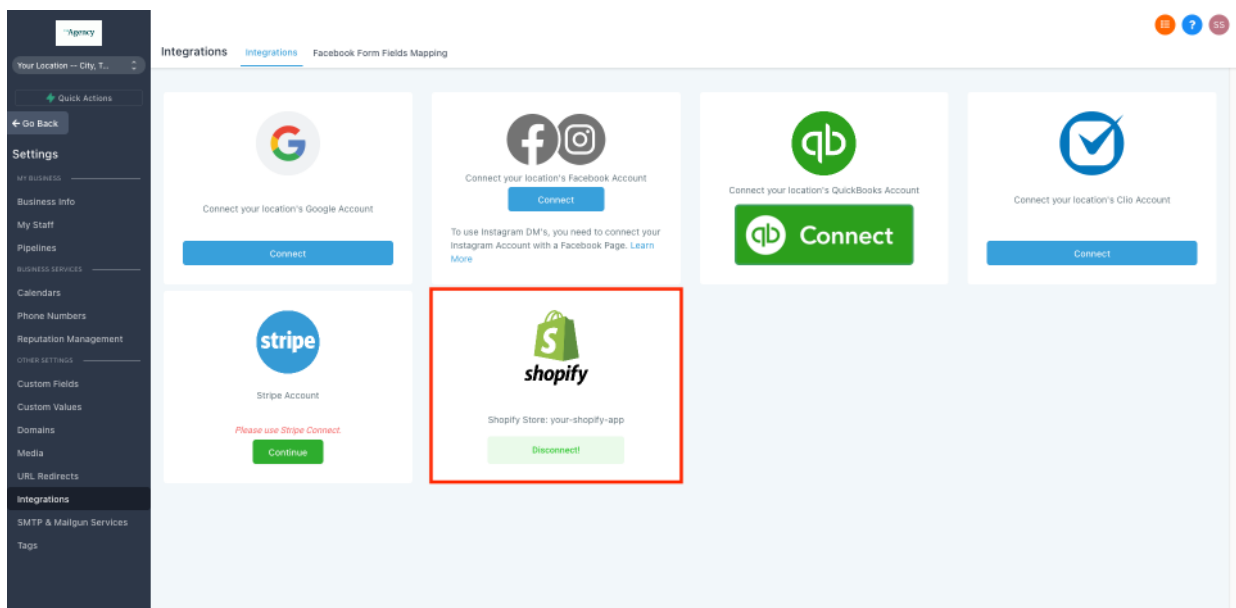 Agency
Your Location -- City, T...
Quick Actions
← Go Back
Settings
MY BUSINESS
Business Info
My Staff
Pipelines
BUSINESS SERVICES
Calendars
Phone Numbers
Reputation Management
OTHER SETTINGS
Custom Fields
Custom Values
Domains
Media
URL Redirects
Integrations
SMTP & Mailgun Services
Tags
Integrations
Integrations
Facebook Form Fields Mapping
?
SS
Connect your location's Google Account
Connect
Connect your location's Facebook Account
Connect
To use Instagram DM's, you need to connect your
Instagram Account with a Facebook Page. Learn
More
qb
Connect your location's QuickBooks Account
qb Connect
Connect your location's Clio Account
Connect
stripe
Stripe Account
Please use Stripe Connect.
Continue
shopify
Shopify Store: your-shopify-app
Disconnect!